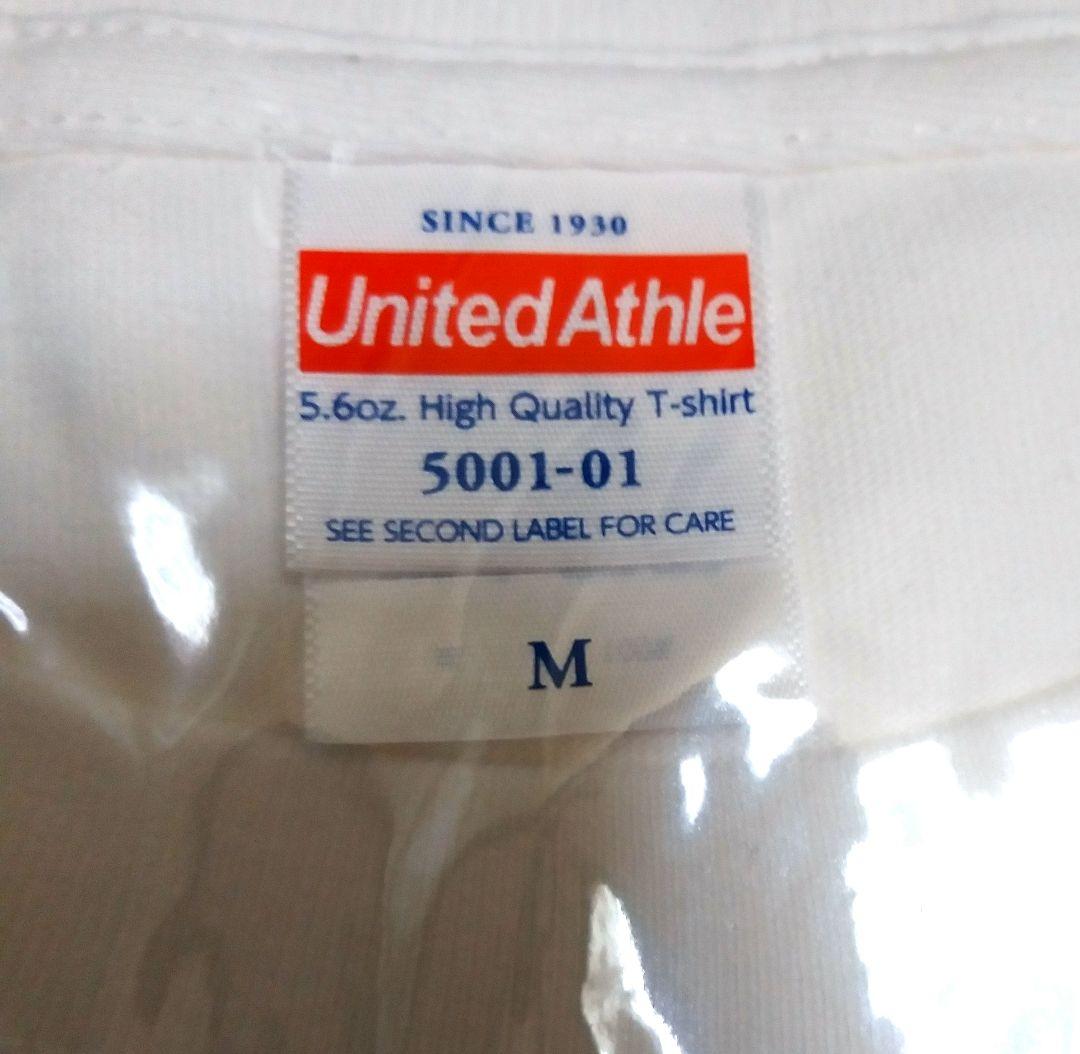 SINCE 1930
United Athle
5.6oz. High Quality T-shirt
5001-01
SEE SECOND LABEL FOR CARE
M